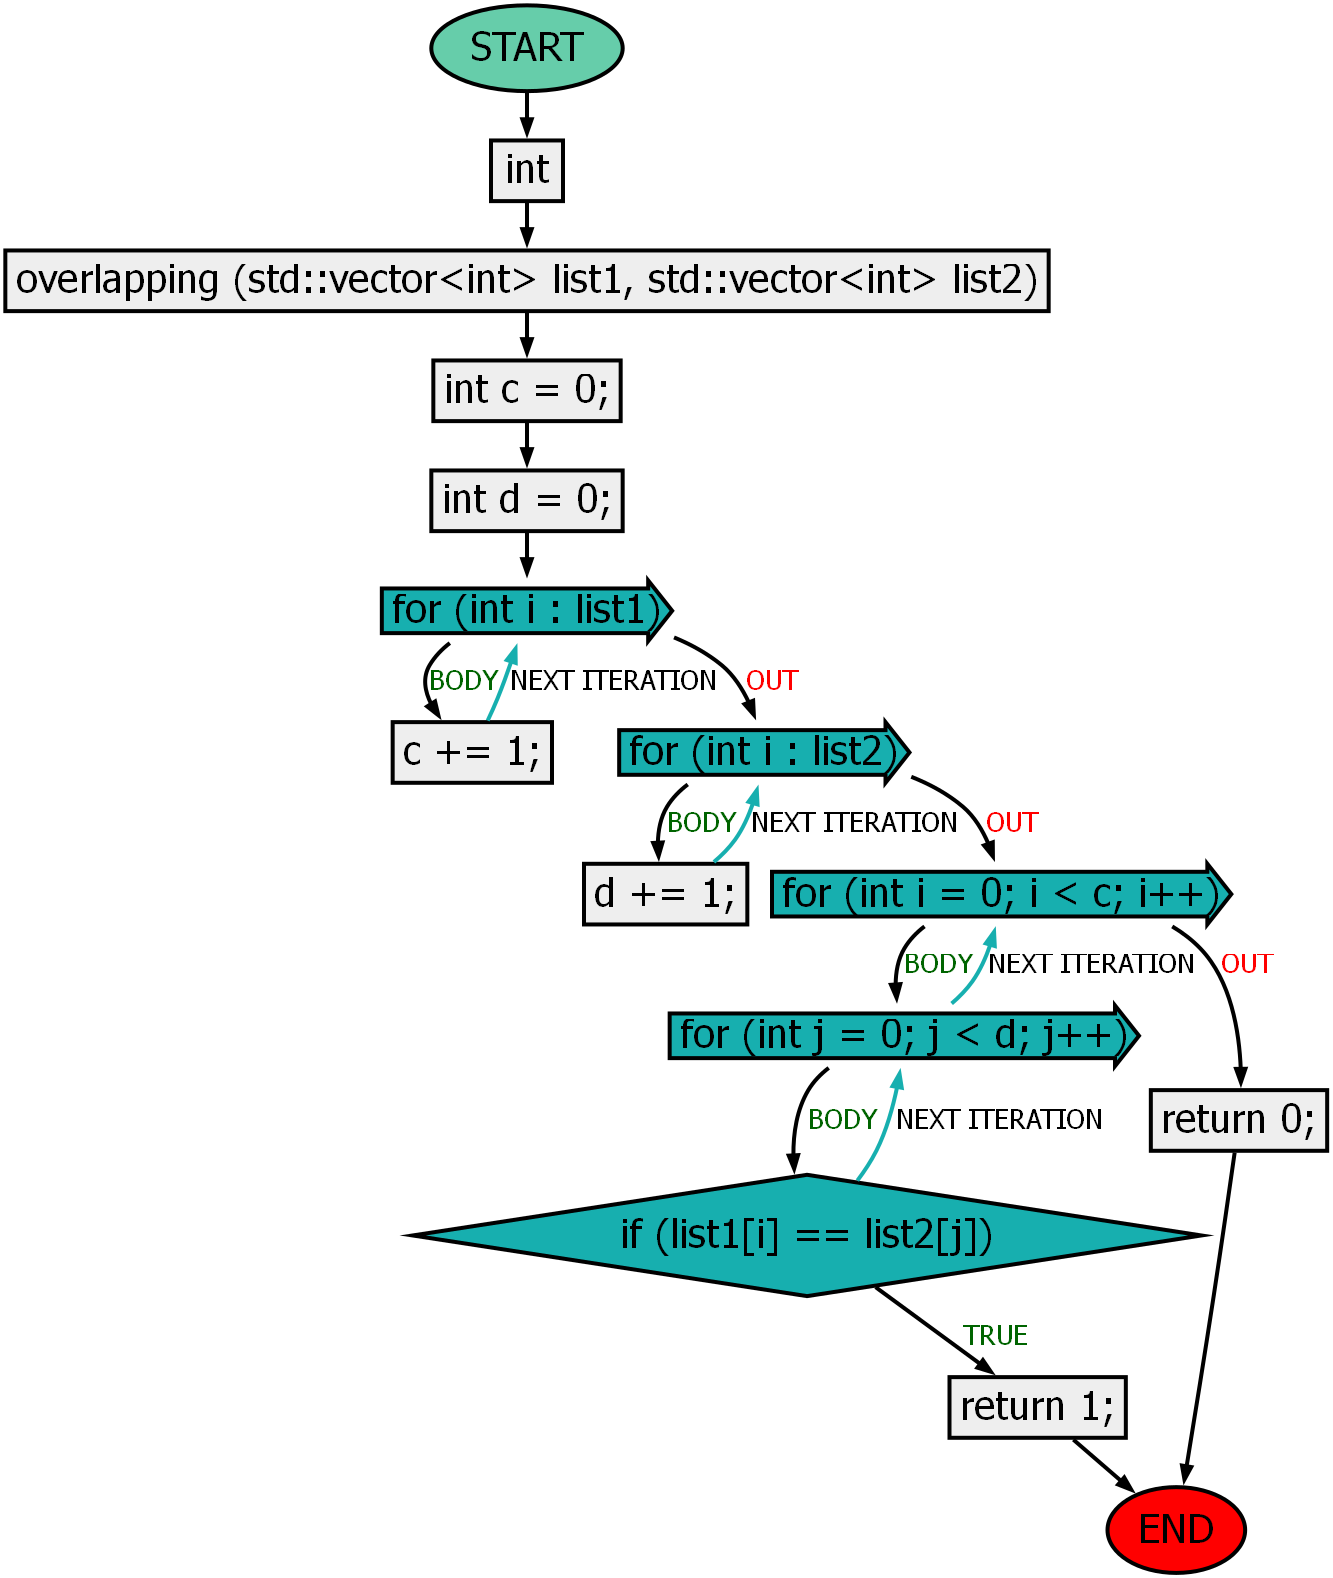 START
int
overlapping (std::vector<int> list1, std::vector<int> list2)
int c = 0;
int d = 0;
for (int i : list1)
BODY
NEXT ITERATION
OUT
c += 1;
for (int i : list2)
BODY
NEXT ITERATION
OUT
d += 1;
for (int i = 0; i < c; i++)
BODY
NEXT ITERATION
OUT
for (int j = 0; j < d; j++)
BODY
NEXT ITERATION
return 0;
if (list1[i] == list2[j])
TRUE
return 1;
END